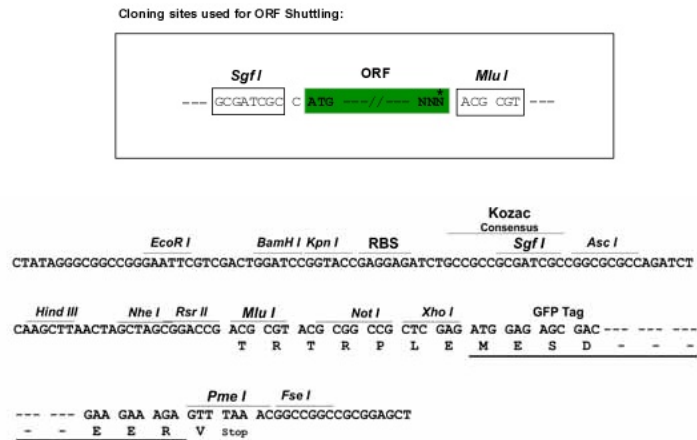 Cloning sites used for ORF Shuttling:
Sgf I ORF Mlu I
--- GCGATCGC C ATG ---//--- NNN* ACG CGT ---
Kozac
Consensus
EcoR I BamH I Kpn I RBS Sgf I Asc I
CTATAGGGCGGCCGGGAATTCGTCGACTGGATCCGGTACCGAGGAGATCTGCCGCCGCGATCGCCGGCGCGCCAGATCT
Hind III Nhe I Rsr II Mlu I Not I Xho I GFP Tag
CAAGCTTAACTAGCTAGCGGACCG ACG CGT ACG CGG CCG CTC GAG ATG GAG AGC GAC --- --- ---
T R T R P L E M E S D - - -
Pme I Fse I
--- --- GAA GAA AGA GTT TAA ACGGCCGGCCGCGGAGCT
- - E E R V Stop